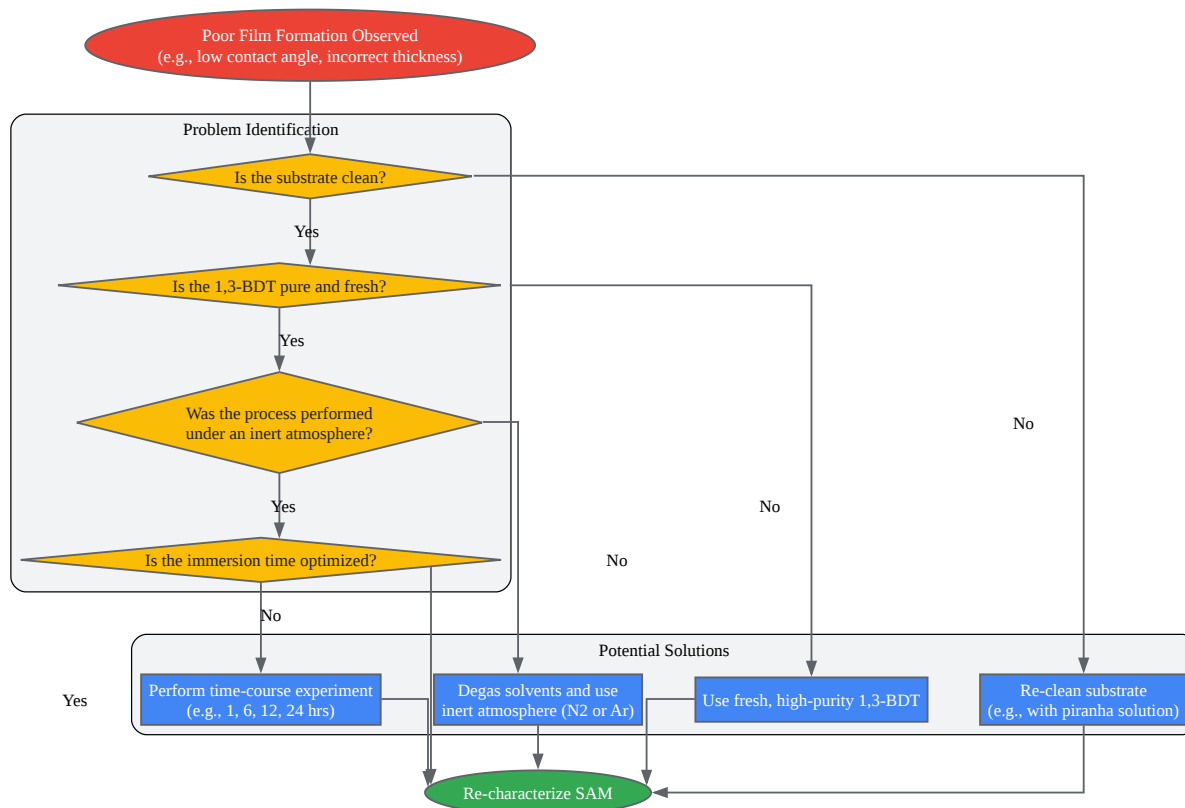 Poor Film Formation Observed
(e.g., low contact angle, incorrect thickness)
Problem Identification
Is the substrate clean?
Yes
Is the 1,3-BDT pure and fresh?
Yes
Was the process performed
under an inert atmosphere?
No
Yes
No
Is the immersion time optimized?
No
No
Potential Solutions
Yes
Perform time-course experiment
(e.g., 1, 6, 12, 24 hrs)
Degas solvents and use
inert atmosphere (N2 or Ar)
Use fresh, high-purity 1,3-BDT
Re-clean substrate
(e.g., with piranha solution)
Re-characterize SAM